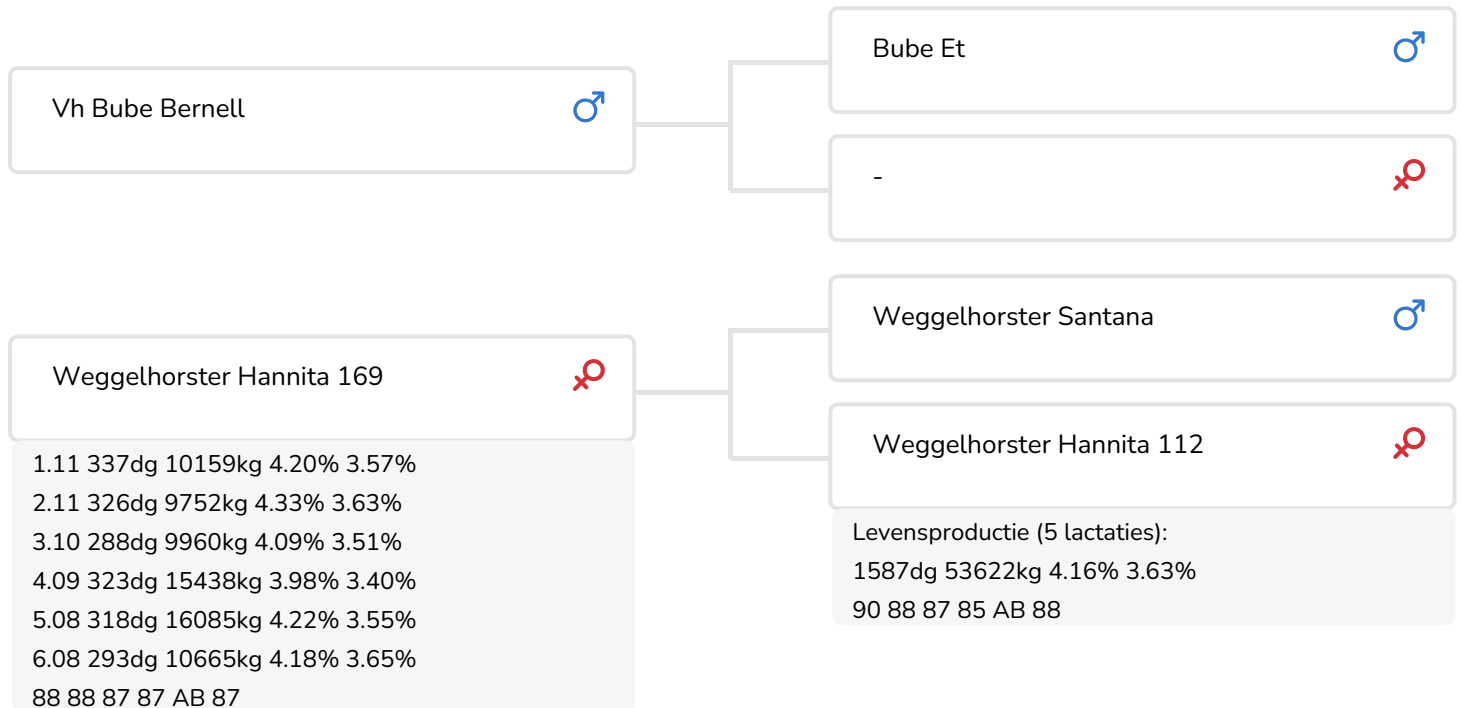 Vh Bube Bernell
Bube Et
-
Weggelhorster Hannita 169
1.11 337dg 10159kg 4.20% 3.57%
2.11 326dg 9752kg 4.33% 3.63%
3.10 288dg 9960kg 4.09% 3.51%
4.09 323dg 15438kg 3.98% 3.40%
5.08 318dg 16085kg 4.22% 3.55%
6.08 293dg 10665kg 4.18% 3.65%
88 88 87 87 AB 87
Weggelhorster Santana
Weggelhorster Hannita 112
Levensproductie (5 lactaties):
1587dg 53622kg 4.16% 3.63%
90 88 87 85 AB 88